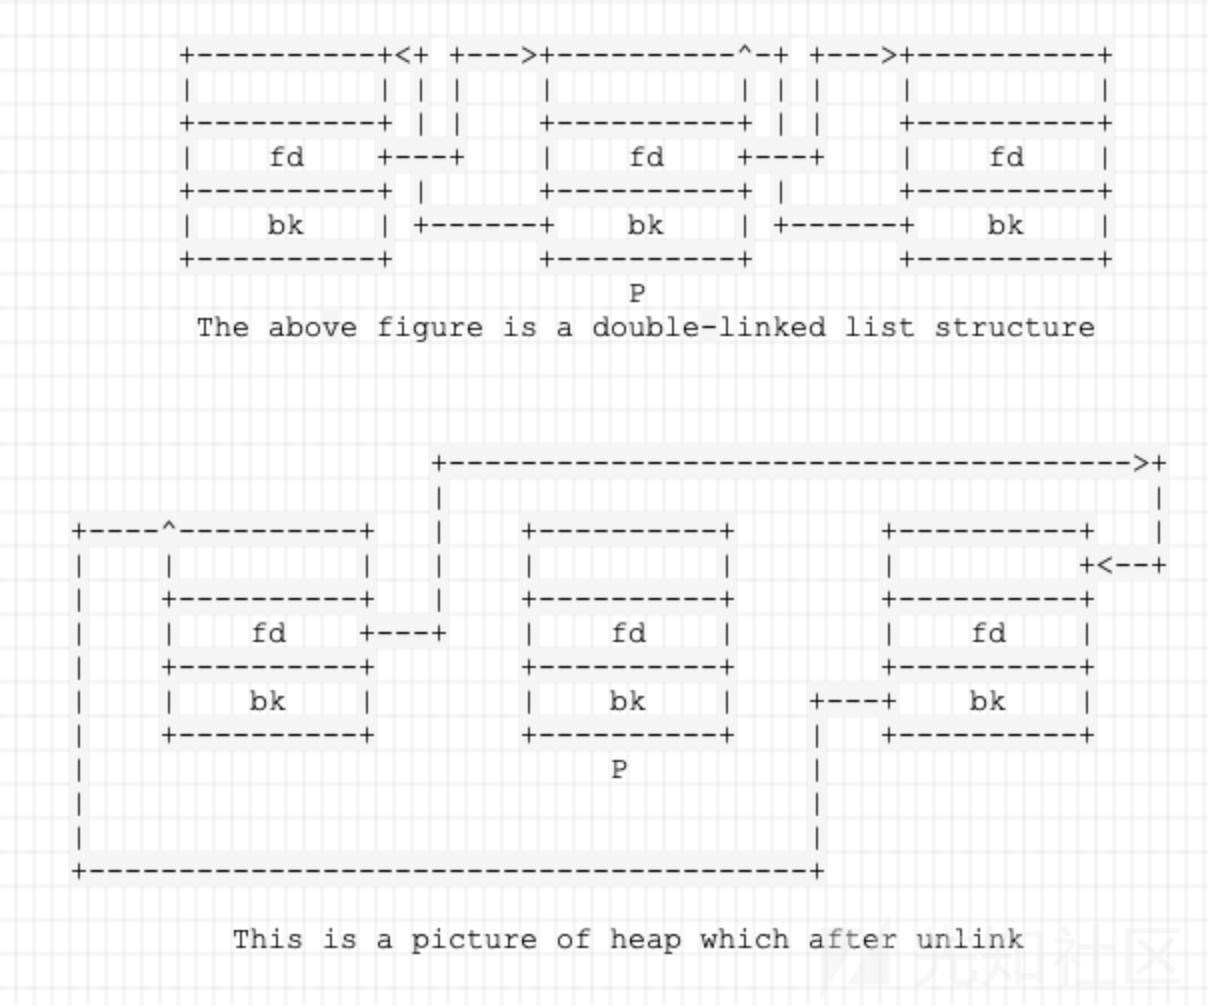 fd fd fd
bk bk bk
P
The above figure is a double-linked list structure
fd fd fd
bk bk bk
P
This is a picture of heap which after unlink
先知社区